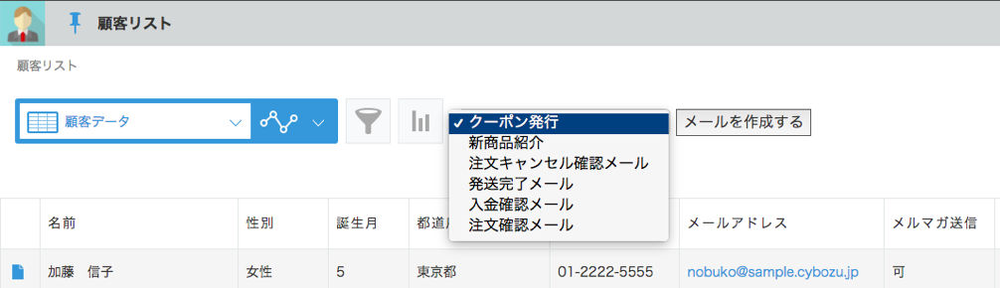 顧客リスト
顧客リスト
顧客データ
クーポン発行
メールを作成する
新商品紹介
注文キャンセル確認メール
発送完了メール
入金確認メール
注文確認メール
名前 性別 誕生月 都道 メールアドレス メルマガ送信
加藤 信子 女性 5 東京都 01-2222-5555 nobuko@sample.cybozu.jp 可